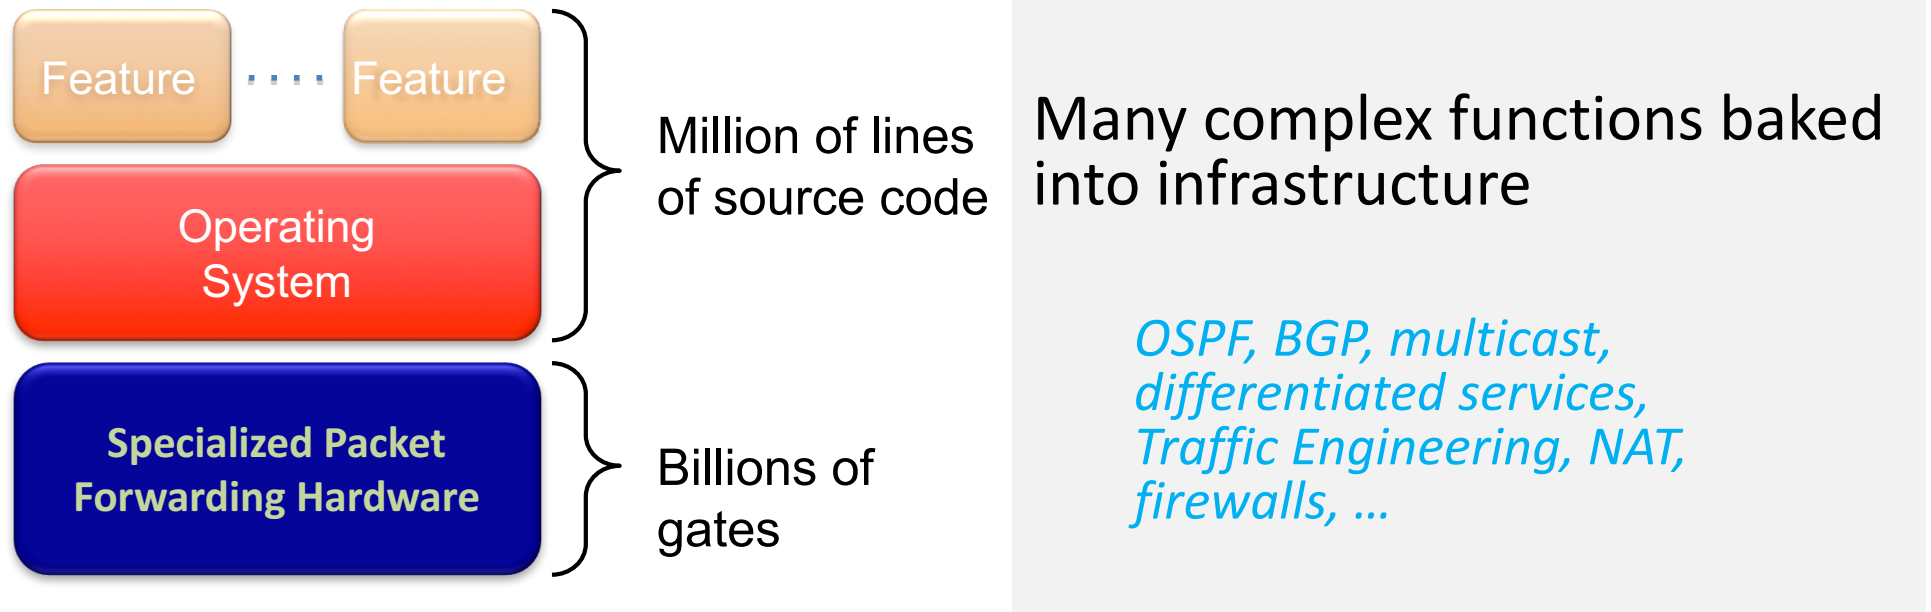 Feature
....
Feature
Operating
System
Specialized Packet
Forwarding Hardware
Million of lines
of source code
Billions of
gates
Many complex functions baked
into infrastructure
OSPF, BGP, multicast,
differentiated services,
Traffic Engineering, NAT,
firewalls, …